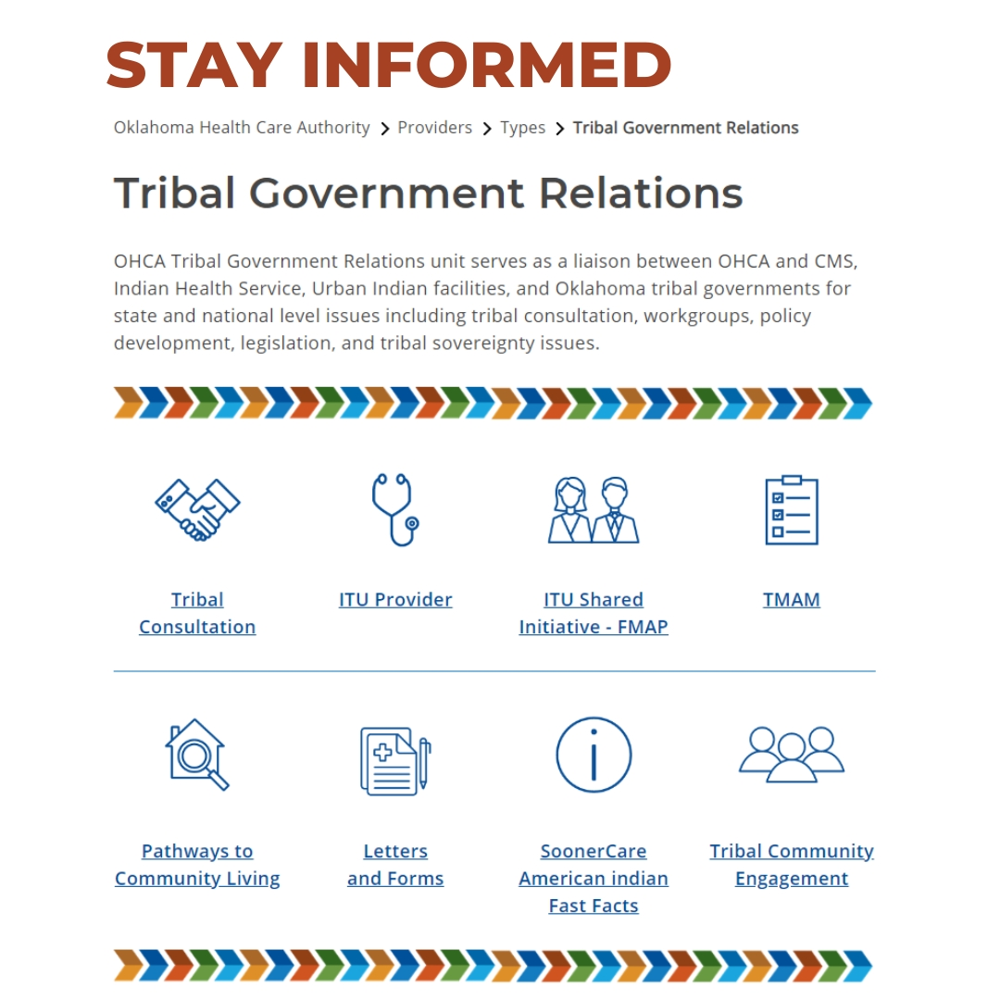 STAY INFORMED
Oklahoma Health Care Authority > Providers > Types > Tribal Government Relations
Tribal Government Relations
OHCA Tribal Government Relations unit serves as a liaison between OHCA and CMS,
Indian Health Service, Urban Indian facilities, and Oklahoma tribal governments for
state and national level issues including tribal consultation, workgroups, policy
development, legislation, and tribal sovereignty issues.
Tribal
Consultation
ITU Provider
ITU Shared
Initiative - FMAP
TMAM
Pathways to
Community Living
Letters
and Forms
SoonerCare
American indian
Fast Facts
Tribal Community
Engagement